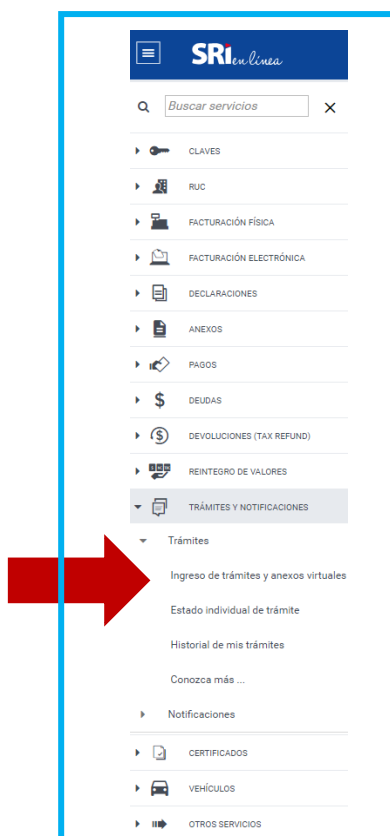 SRi en línea
Buscar servicios
CLAVES
RUC
FACTURACIÓN FÍSICA
FACTURACIÓN ELECTRÓNICA
DECLARACIONES
ANEXOS
PAGOS
DEUDAS
DEVOLUCIONES (TAX REFUND)
REINTEGRO DE VALORES
TRÁMITES Y NOTIFICACIONES
Trámites
Ingreso de trámites y anexos virtuales
Estado individual de trámite
Historial de mis trámites
Conozca más ...
Notificaciones
CERTIFICADOS
VEHÍCULOS
OTROS SERVICIOS